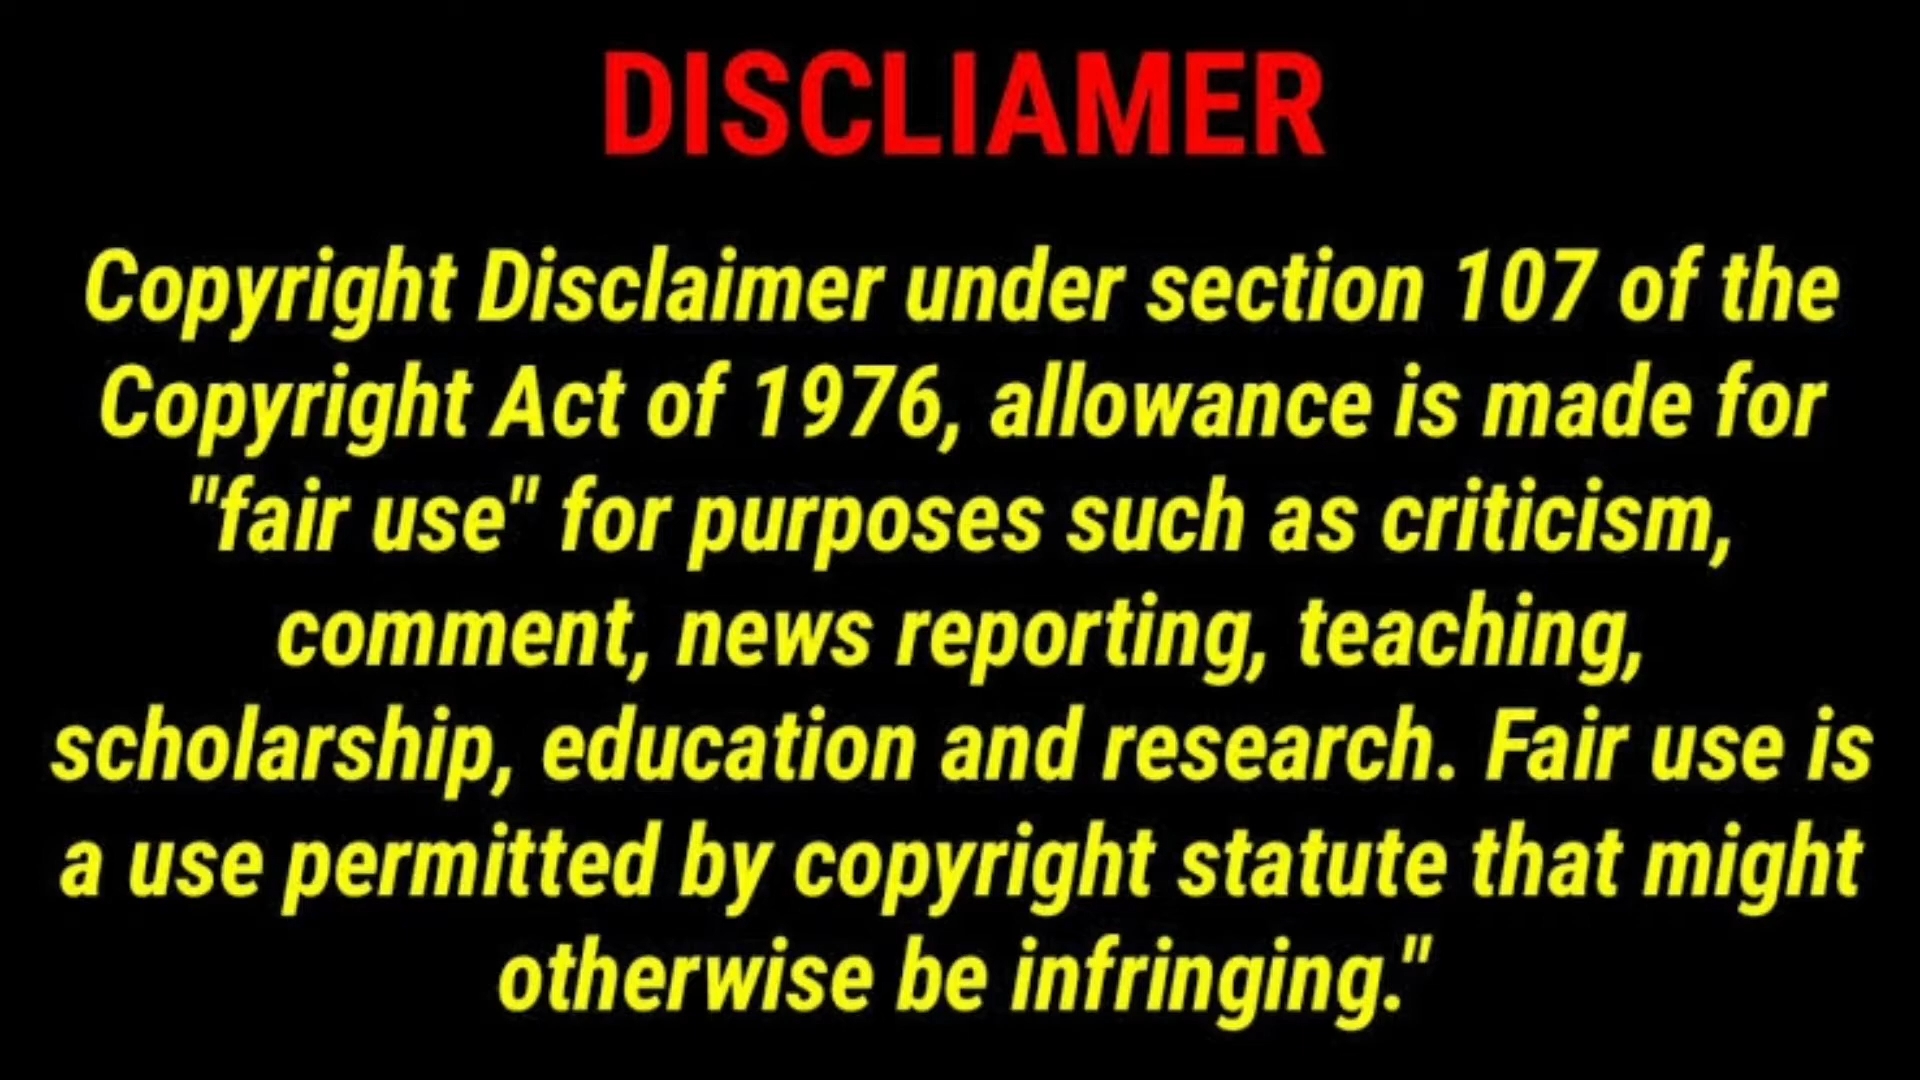 DISCLIAMER
Copyright Disclaimer under section 107 of the
Copyright Act of 1976, allowance is made for
"fair use" for purposes such as criticism,
comment, news reporting, teaching,
scholarship, education and research. Fair use is
a use permitted by copyright statute that might
otherwise be infringing."